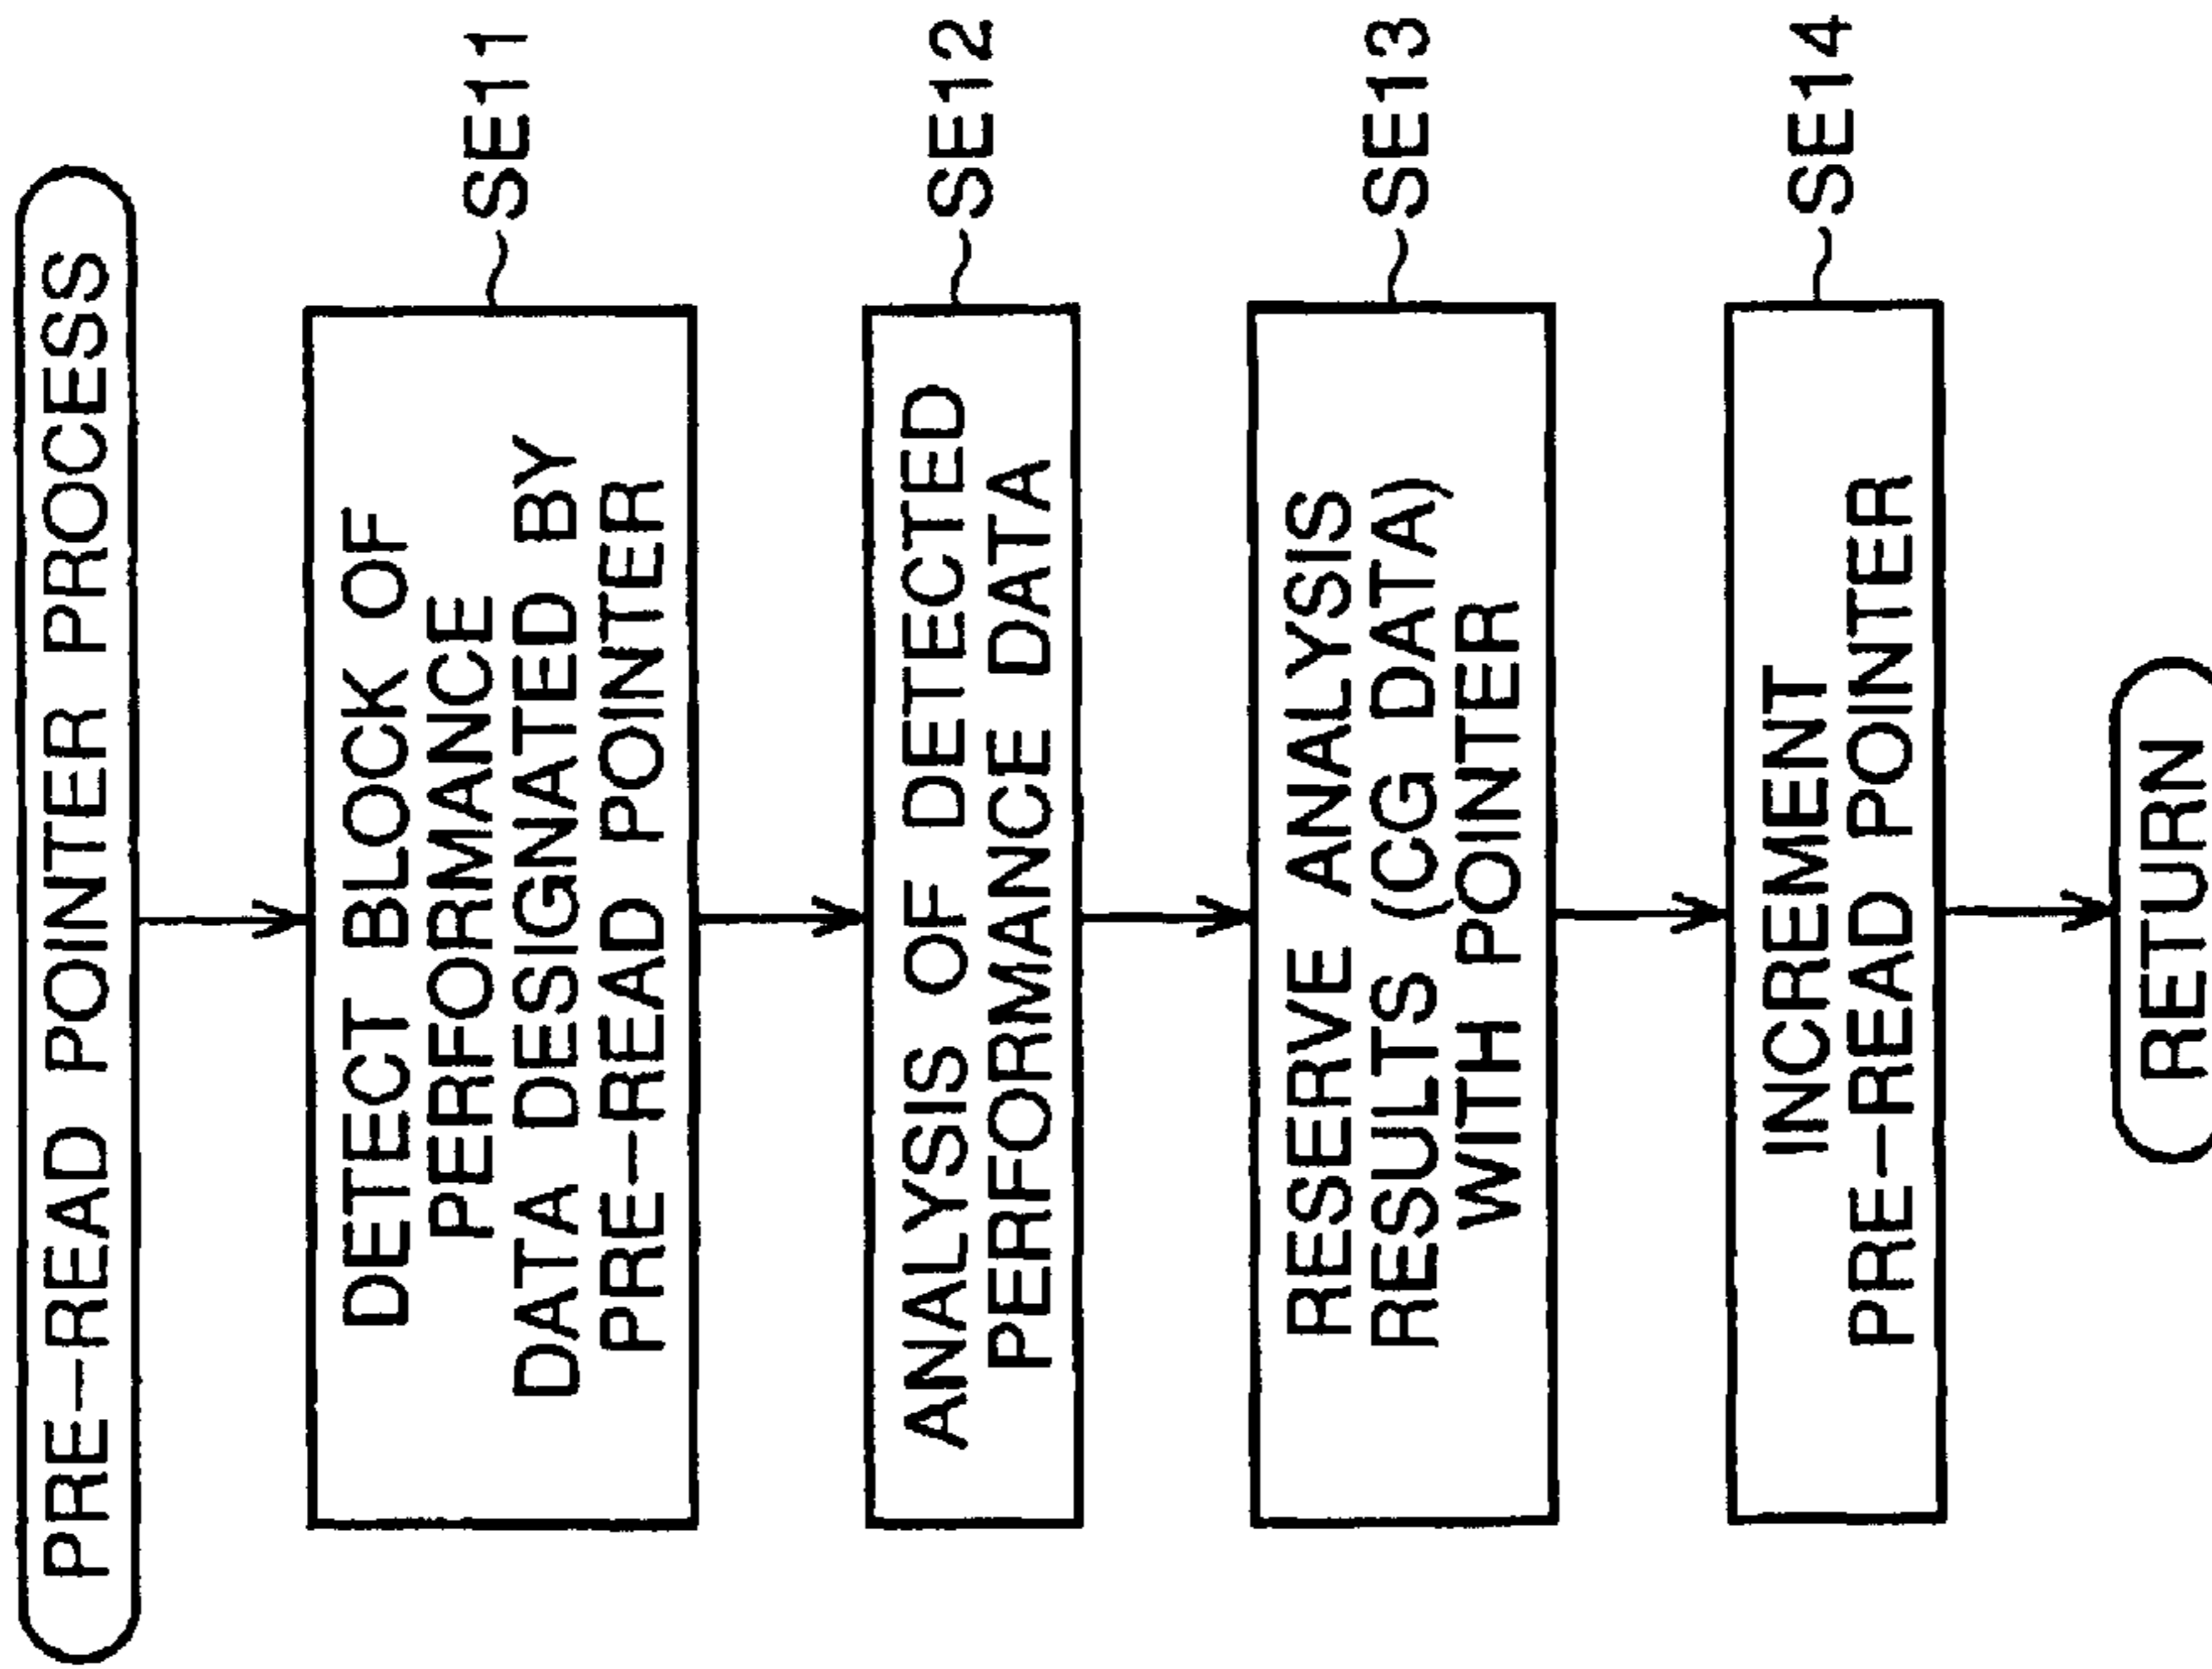 PRE-READ POINTER PROCESS
DETECT BLOCK OF
PERFORMANCE
DATA DESIGNATED BY
PRE-READ POINTER
SE11
ANALYSIS OF DETECTED
PERFORMANCE DATA
SE12
RESERVE ANALYSIS
RESULTS (CG DATA)
WITH POINTER
SE13
INCREMENT
PRE-READ POINTER
SE14
RETURN